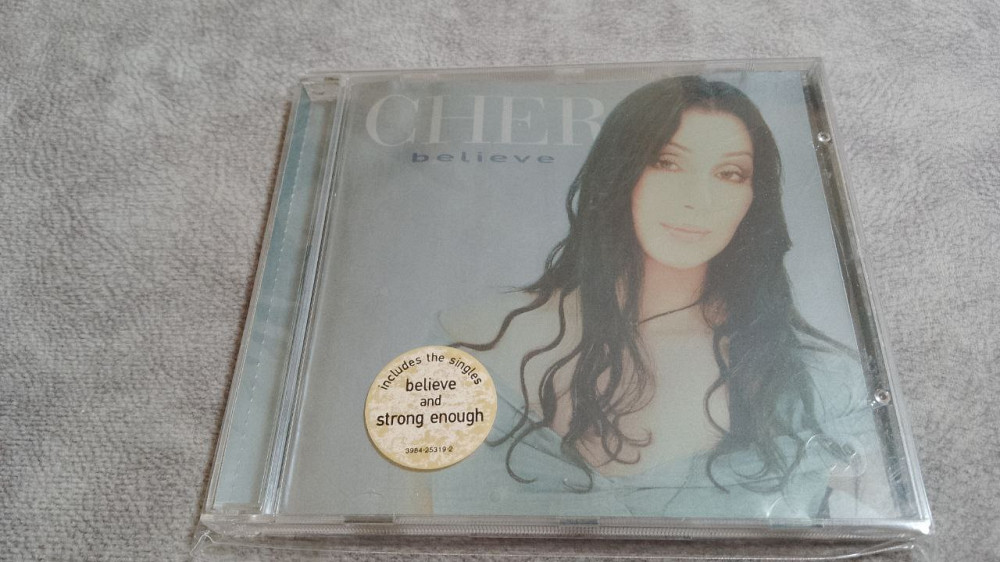 CHER
believe
includes the singles
believe
and
strong enough
3984-25319-2